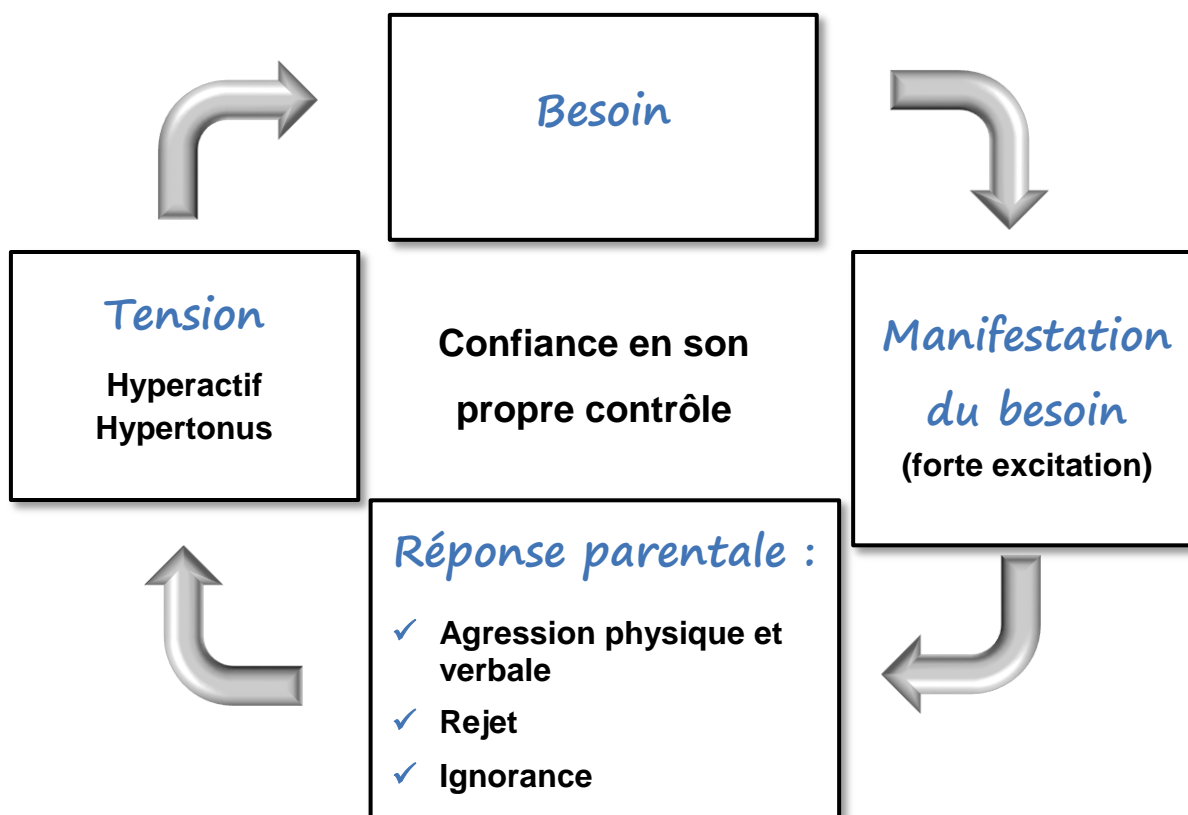 Besoin
Tension
Hyperactif
Hypertonus
Confiance en son
propre contrôle
Manifestation
du besoin
(forte excitation)
Réponse parentale :
✓ Agression physique et
verbale
✓ Rejet
✓ Ignorance